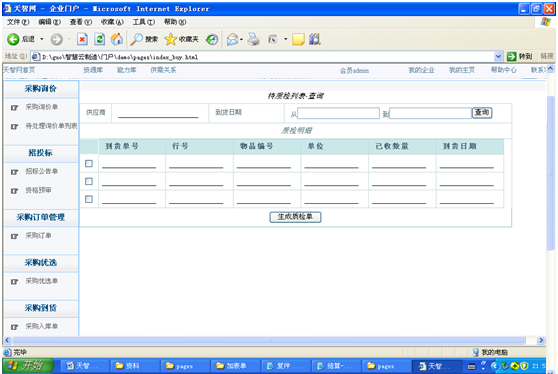 天智网 - 企业门户 - Microsoft Internet Explorer
文件(F) 编辑(E) 查看(V) 收藏(A) 工具(T) 帮助(H)
后退 搜索 收藏夹
地址(D) D:\guo\智慧云制造\门户\demo\pages\index_buy.html 转到 链接
天智网首页 资源库 能力库 供需关系 会员admin 我的企业 我的主页 帮助中心 联系
采购询价
采购询价单
待处理询价单列表
招投标
招标公告单
资格预审
采购订单管理
采购订单
采购优选
采购优选单
采购到货
采购入库单
待质检列表-查询
供应商 到货日期 从 到 查询
质检明细
到货单号 行号 物品编号 单位 已收数量 到货日期
生成质检单
完毕 我的电脑
开始 天智... 资料 pages 加表单 复件 结算-... pages 天智...